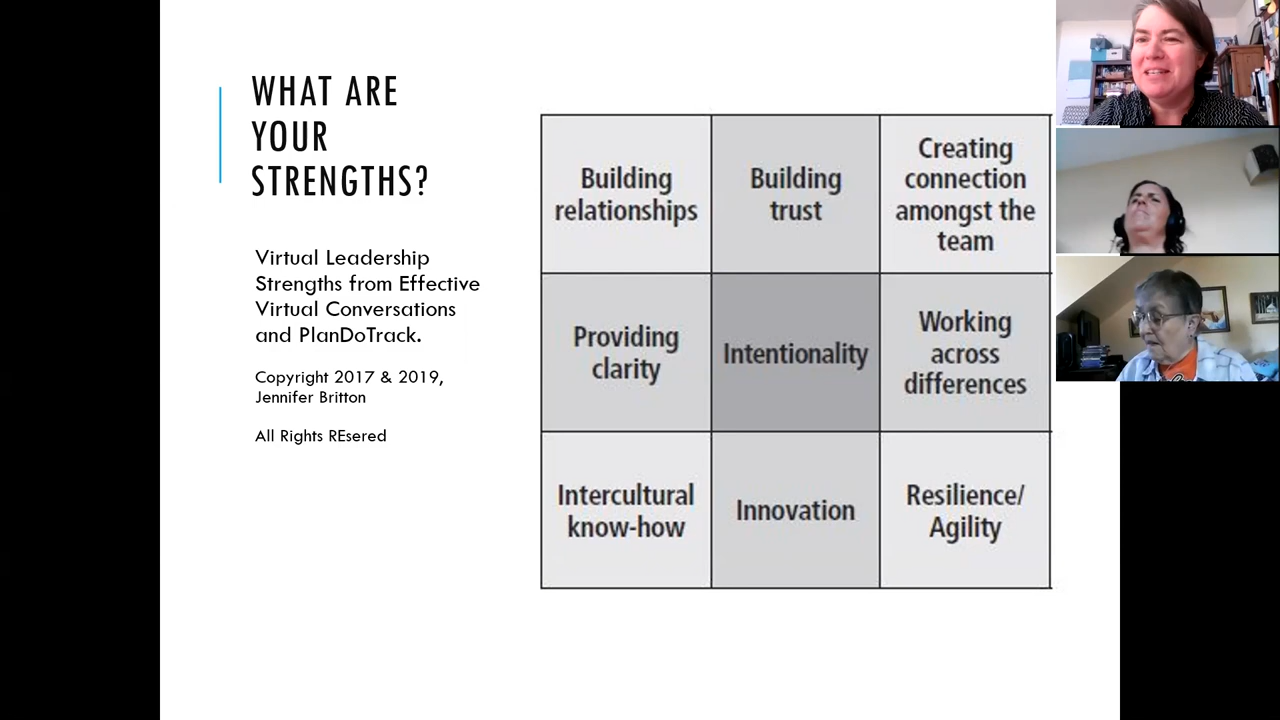 WHAT ARE
YOUR
STRENGTHS?
Virtual Leadership
Strengths from Effective
Virtual Conversations
and PlanDoTrack.
Copyright 2017 & 2019,
Jennifer Britton
All Rights REsered
Building
relationships
Building
trust
Creating
connection
amongst the
team
Providing
clarity
Intentionality
Working
across
differences
Intercultural
know-how
Innovation
Resilience/
Agility